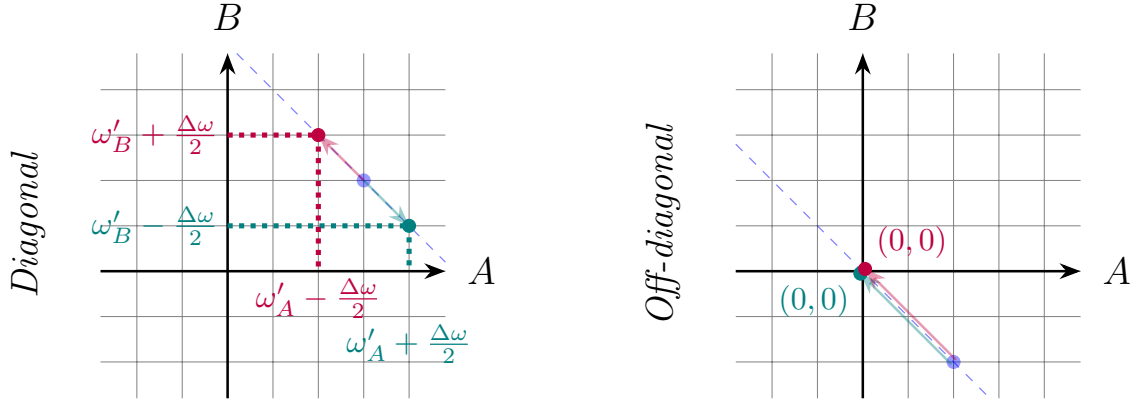 B
Diagonal
ω′_B + Δω/2
ω′_B − Δω/2
A
ω′_A − Δω/2
ω′_A + Δω/2
B
Off-diagonal
(0, 0)
A
(0, 0)